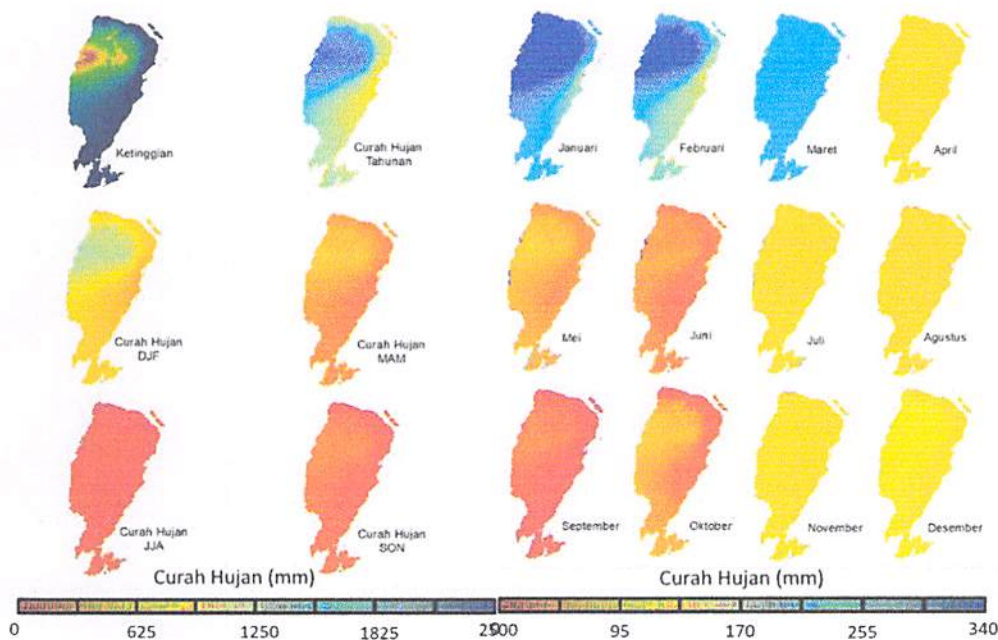 Ketinggian
Curah Hujan
Tahunan
Januari
Februari
Maret
April
Curah Hujan
DJF
Curah Hujan
MAM
Mei
Juni
Juli
Agustus
Curah Hujan
JJA
Curah Hujan
SON
September
Oktober
November
Desember
Curah Hujan (mm)
Curah Hujan (mm)
0 625 1250 1825
95 170 255 340